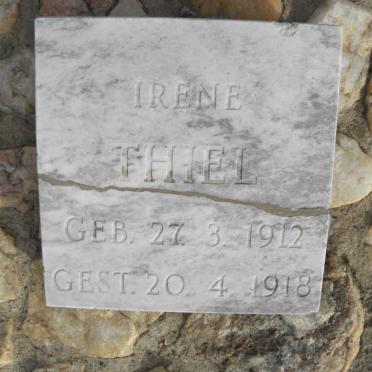 IRENE
THIEL
GEB. 27. 3. 1912
GEST. 20 4 1918